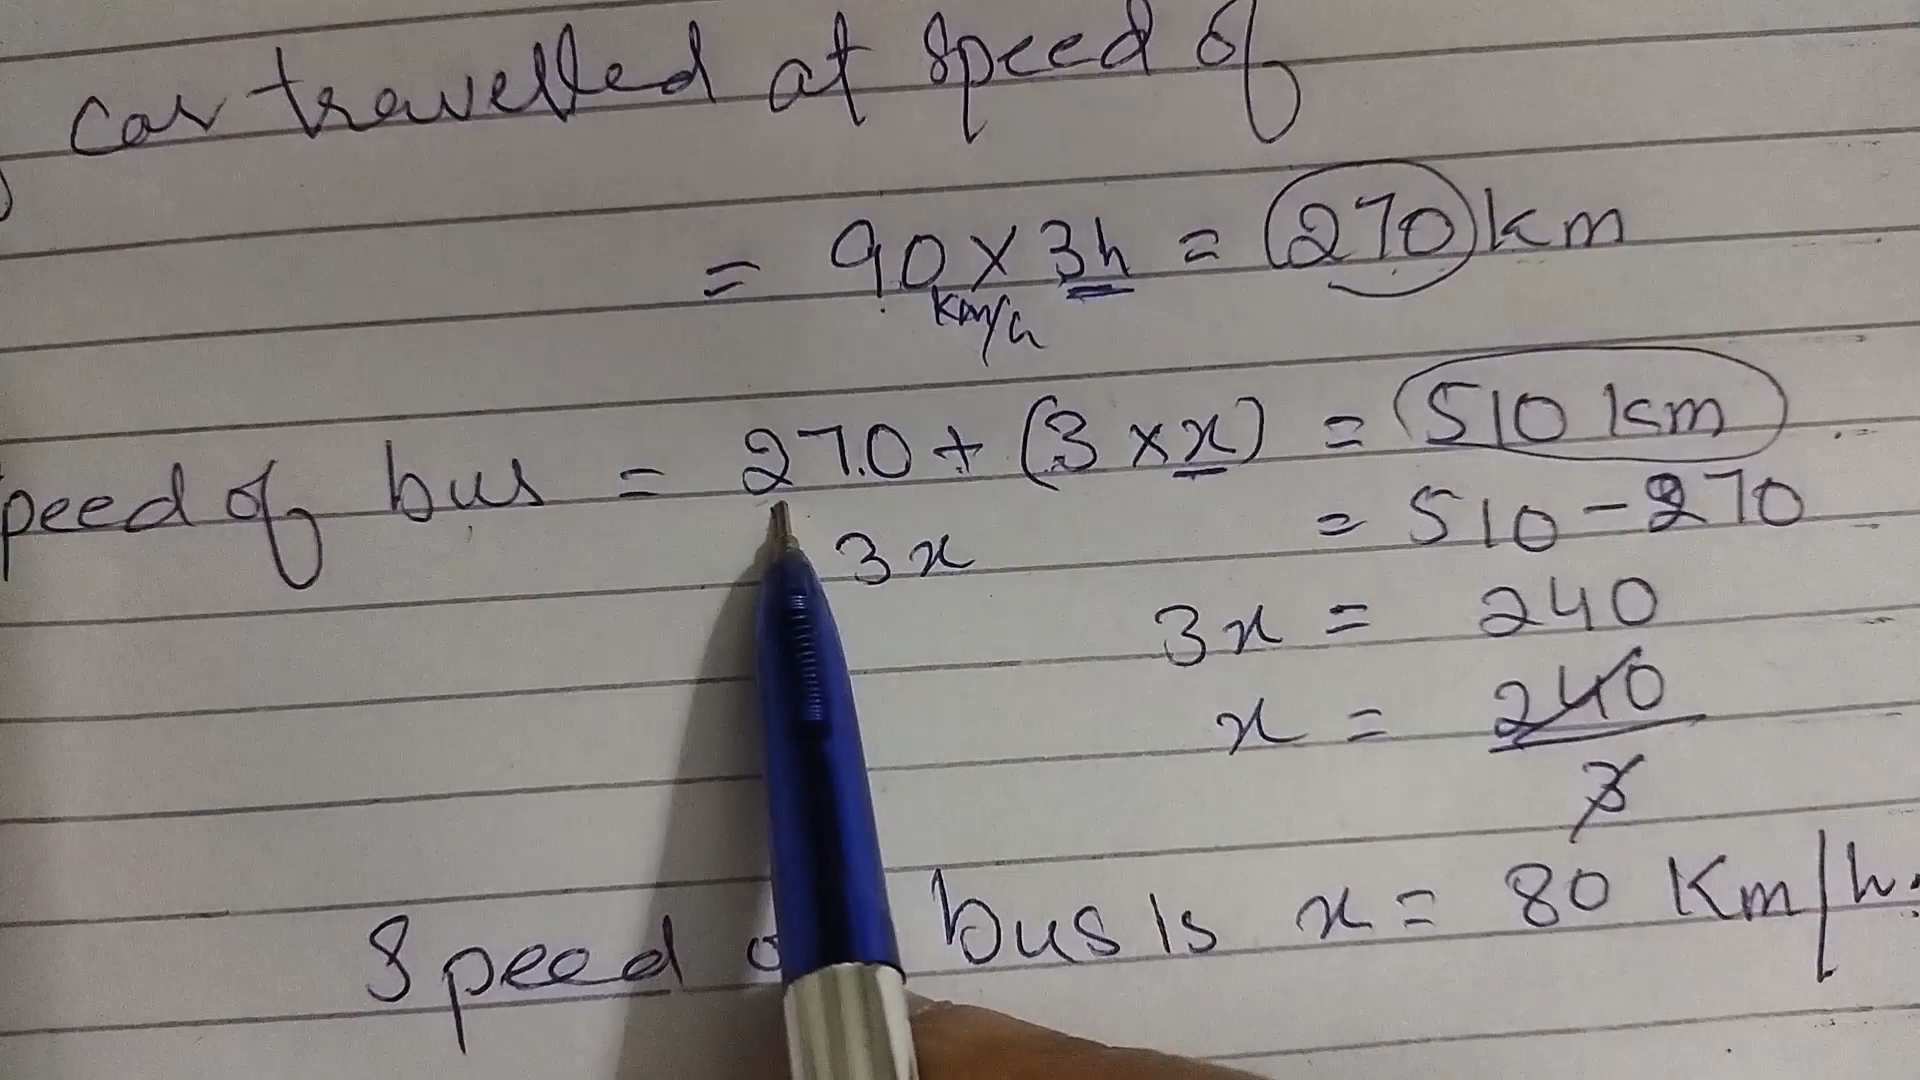 car travelled at speed of
= 90 km/h × 3h = 270 km
peed of bus = 270 + (3 × x) = 510 km
3x = 510 - 270
3x = 240
x = 240/3
Speed bus is x = 80 Km/h.